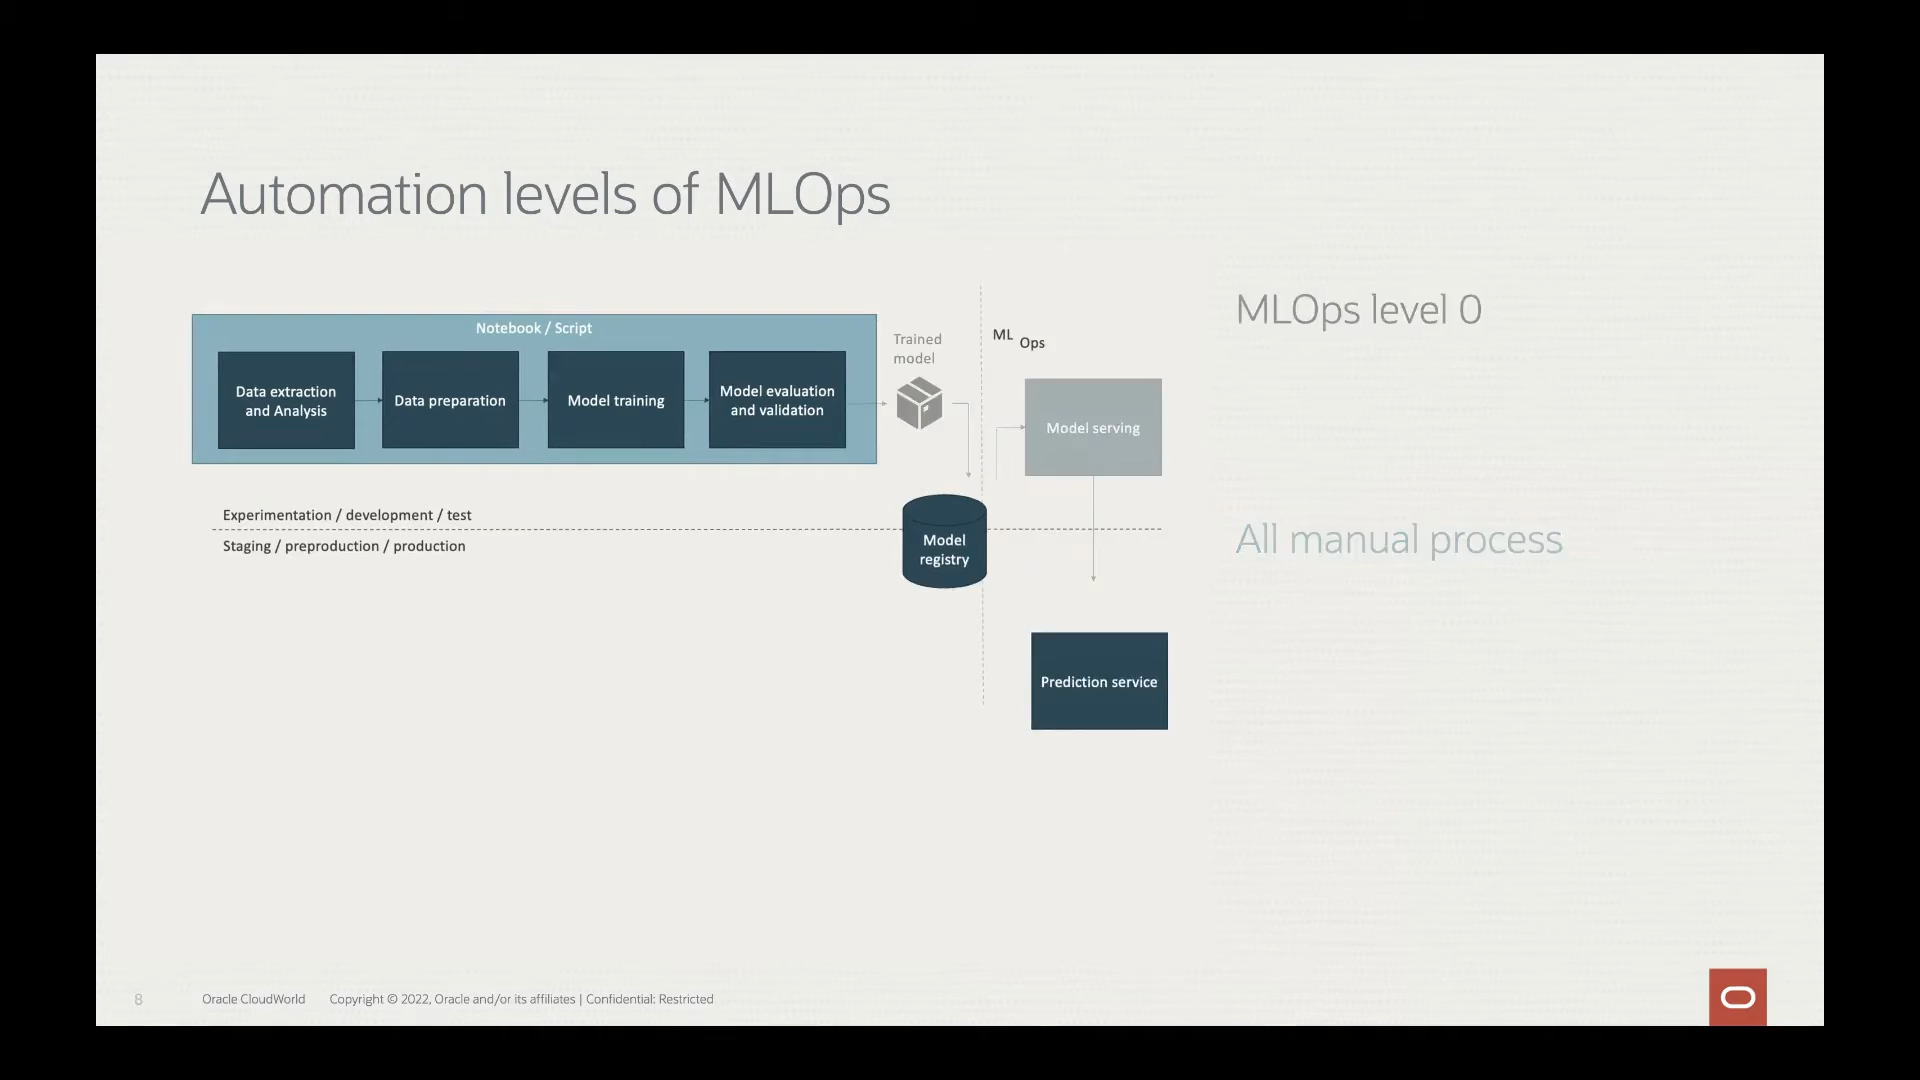 Automation levels of MLOps
Notebook / Script
Data extraction
and Analysis
Data preparation
Model training
Model evaluation
and validation
Trained
model
ML
Ops
Model serving
Experimentation / development / test
Staging / preproduction / production
Model
registry
Prediction service
MLOps level 0
All manual process
8
Oracle CloudWorld
Copyright © 2022, Oracle and/or its affiliates | Confidential: Restricted